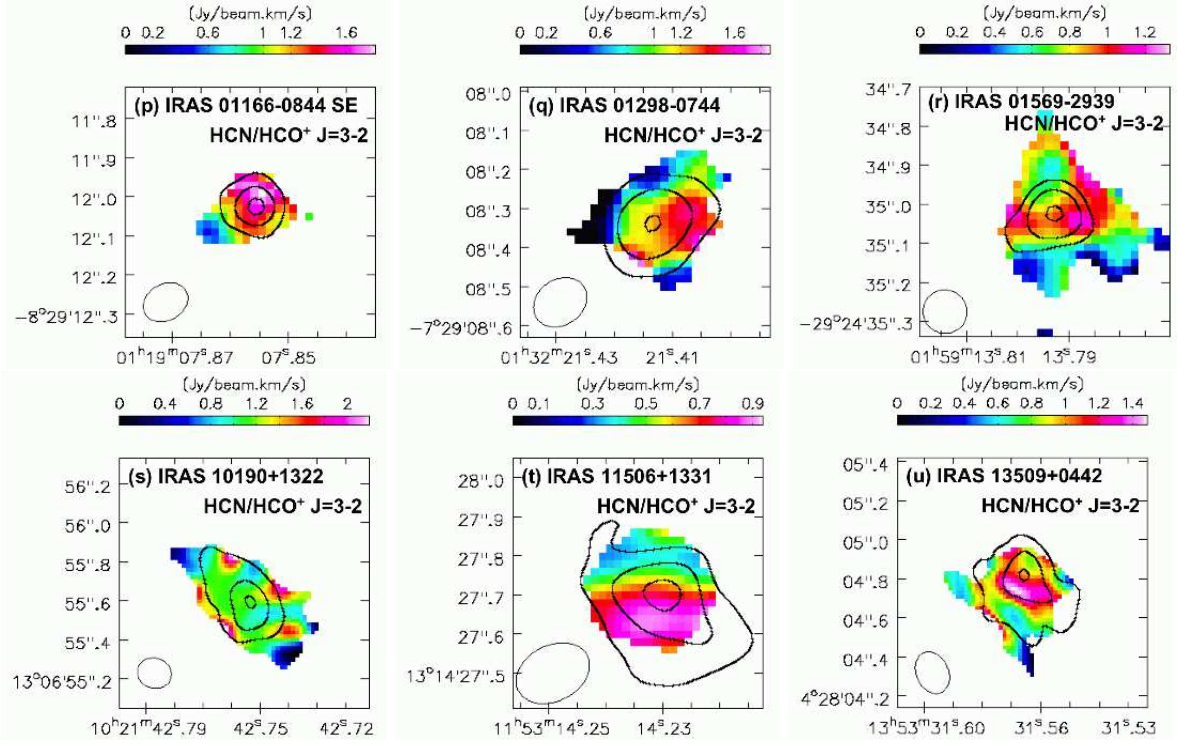 (Jy/beam.km/s) (Jy/beam.km/s) (Jy/beam.km/s)
0 0.2 0.6 1 1.6 0 0.2 0.6 1 1.6 0 0.2 0.4 0.6 0.8 1 1.2
(p) IRAS 01166-0844 SE
HCN/HCO⁺ J=3-2
11".8
11".9
12".0
12".1
12".2
−8°29'12".3
01ʰ19ᵐ07ˢ.87 07ˢ.85
(q) IRAS 01298-0744
HCN/HCO⁺ J=3-2
08".0
08".1
08".2
08".3
08".4
08".5
−7°29'08".6
01ʰ32ᵐ21ˢ.43 21ˢ.41
(r) IRAS 01569-2939
HCN/HCO⁺ J=3-2
34".7
34".8
34".9
35".0
35".1
35".2
−29°24'35".3
01ʰ59ᵐ13ˢ.81 13ˢ.79
(Jy/beam.km/s) (Jy/beam.km/s) (Jy/beam.km/s)
0 0.4 0.8 1.2 1.6 2 0 0.1 0.3 0.5 0.7 0.9 0 0.2 0.4 0.6 0.8 1 1.2 1.4
(s) IRAS 10190+1322
HCN/HCO⁺ J=3-2
56".2
56".0
55".8
55".6
55".4
13°06'55".2
10ʰ21ᵐ42ˢ.79 42ˢ.75 42ˢ.72
(t) IRAS 11506+1331
HCN/HCO⁺ J=3-2
28".0
27".9
27".8
27".7
27".6
13°14'27".5
11ʰ53ᵐ14ˢ.25 14ˢ.23
(u) IRAS 13509+0442
HCN/HCO⁺ J=3-2
05".4
05".2
05".0
04".8
04".6
04".4
4°28'04".2
13ʰ53ᵐ31ˢ.60 31ˢ.56 31ˢ.53